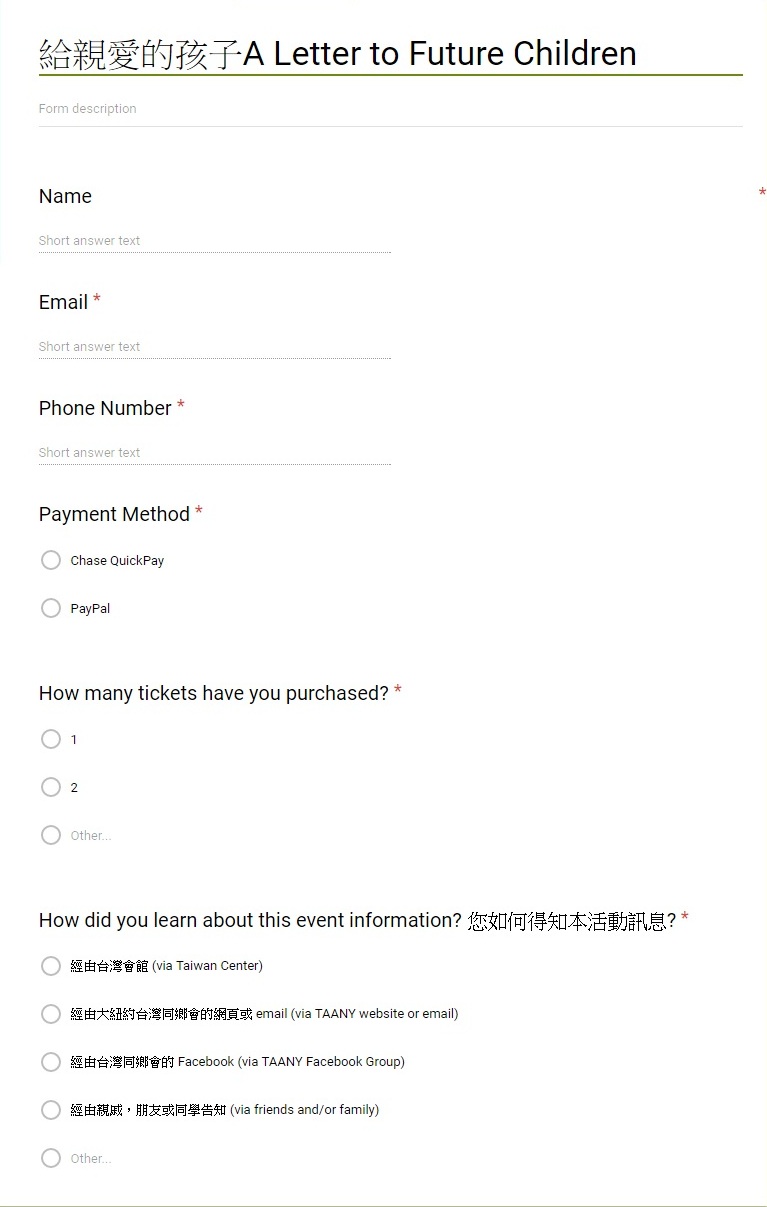 給親愛的孩子A Letter to Future Children
Form description
Name *
Short answer text
Email *
Short answer text
Phone Number *
Short answer text
Payment Method *
Chase QuickPay
PayPal
How many tickets have you purchased? *
1
2
Other...
How did you learn about this event information? 您如何得知本活動訊息? *
經由台灣會館 (via Taiwan Center)
經由大紐約台灣同鄉會的網頁或 email (via TAANY website or email)
經由台灣同鄉會的 Facebook (via TAANY Facebook Group)
經由親戚，朋友或同學告知 (via friends and/or family)
Other...